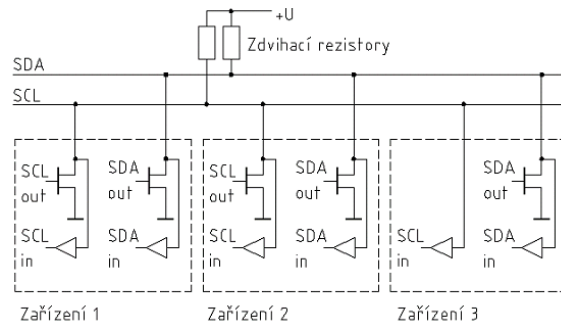 +U
Zdvihací rezistory
SDA
SCL
SCL
out
SCL
in
SDA
out
SDA
in
SCL
out
SCL
in
SDA
out
SDA
in
SCL
in
SDA
out
SDA
in
Zařízení 1
Zařízení 2
Zařízení 3